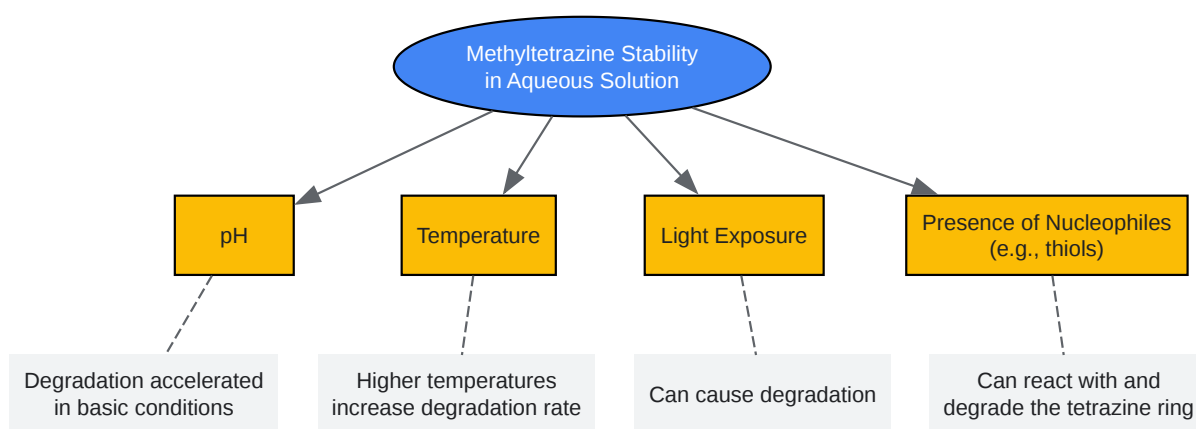 Methyltetrazine Stability
in Aqueous Solution
pH
Temperature
Light Exposure
Presence of Nucleophiles
(e.g., thiols)
Degradation accelerated
in basic conditions
Higher temperatures
increase degradation rate
Can cause degradation
Can react with and
degrade the tetrazine ring